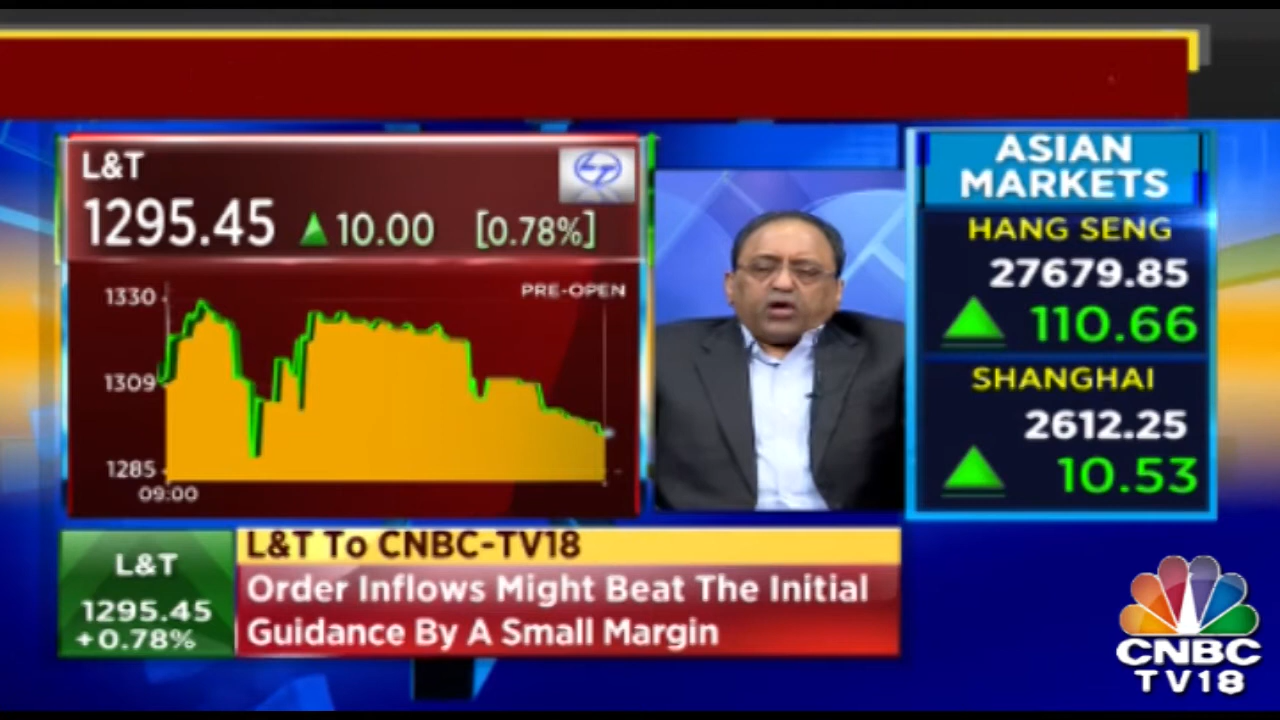 L&T
1295.45 ▲ 10.00 [0.78%]
PRE-OPEN
1330
1309
1285
09:00
ASIAN
MARKETS
HANG SENG
27679.85
▲ 110.66
SHANGHAI
2612.25
▲ 10.53
L&T
1295.45
+0.78%
L&T To CNBC-TV18
Order Inflows Might Beat The Initial
Guidance By A Small Margin
CNBC
TV18